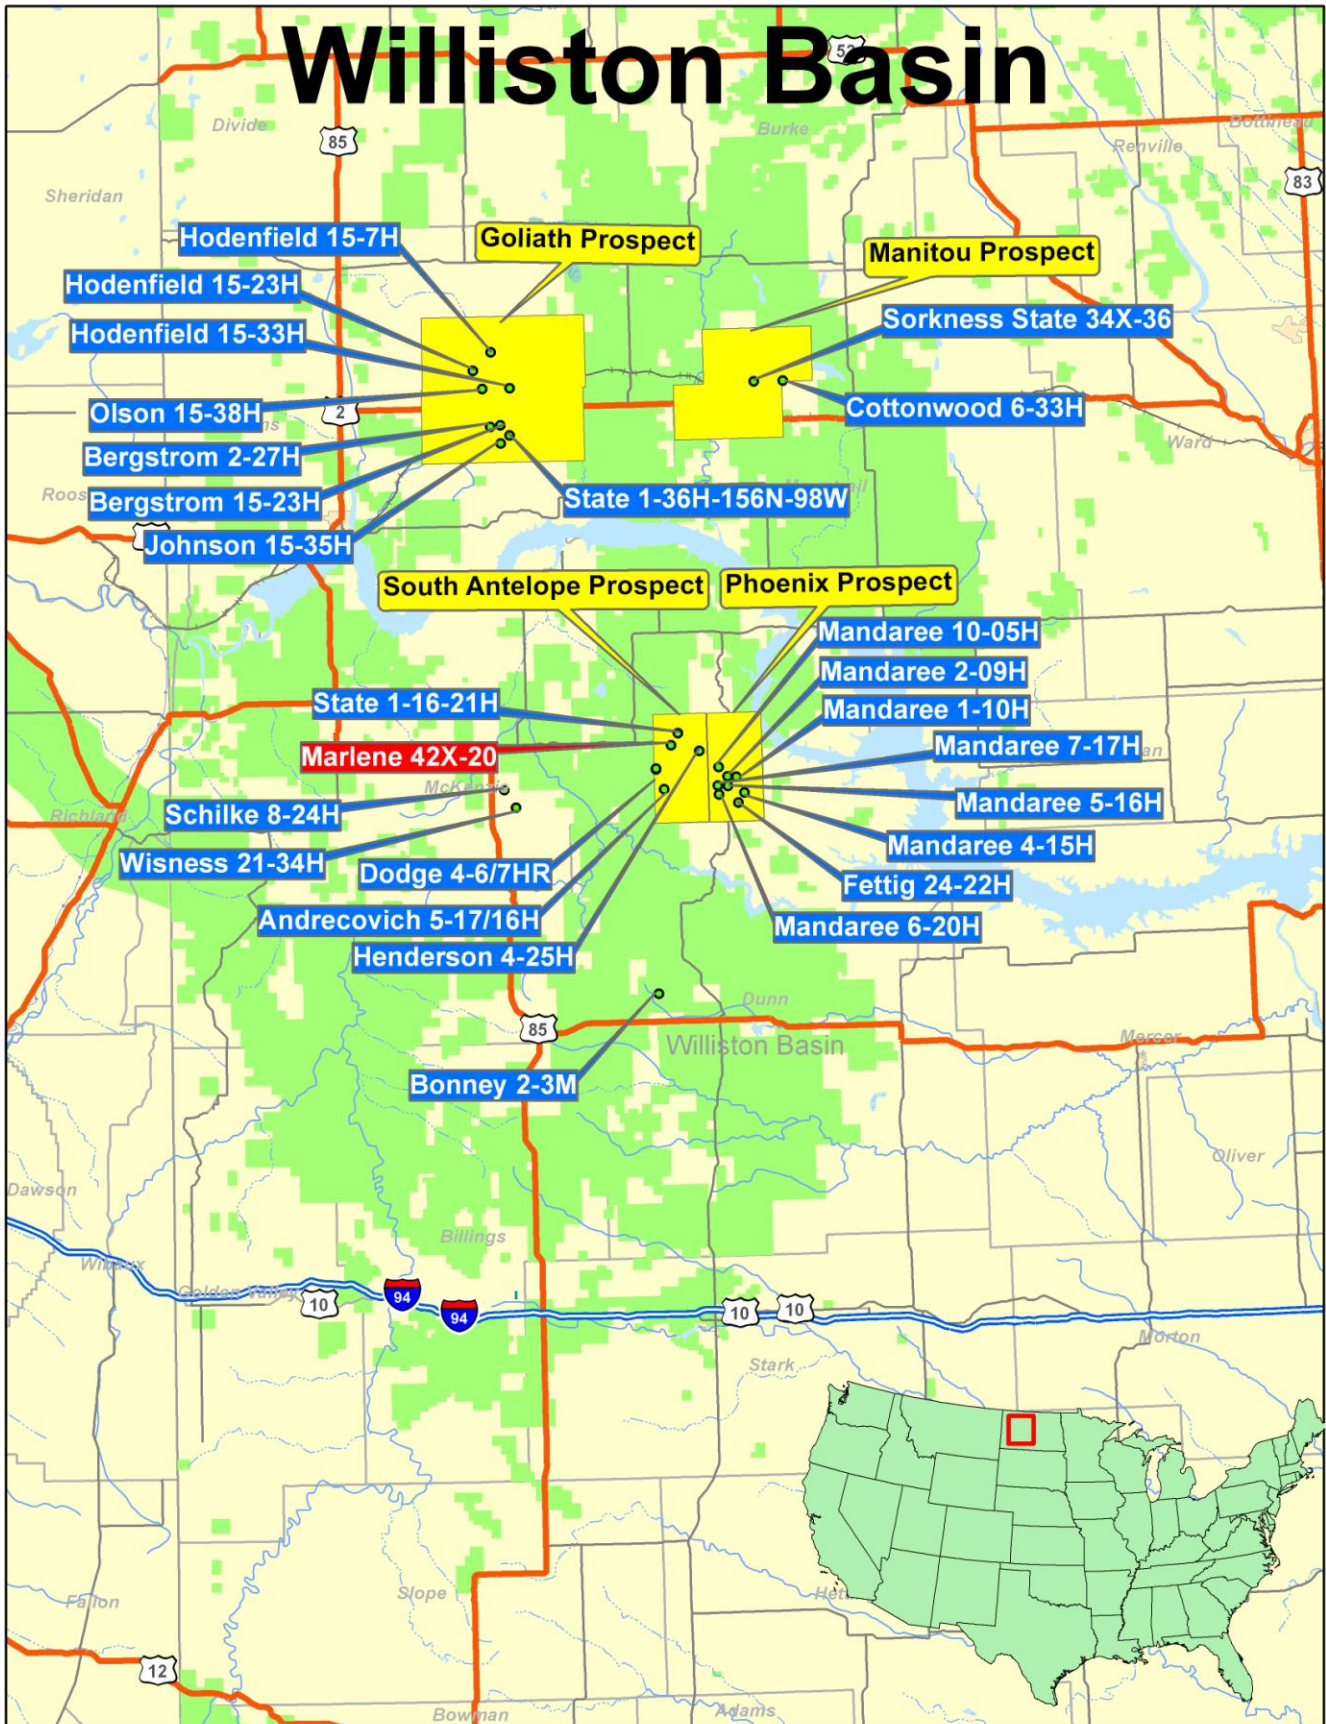 Williston Basin
52
Divide
Burke
Bottineau
85
Renville
83
Sheridan
Hodenfield 15-7H
Goliath Prospect
Manitou Prospect
Hodenfield 15-23H
Sorkness State 34X-36
Hodenfield 15-33H
Olson 15-38H
2
Cottonwood 6-33H
Ward
Bergstrom 2-27H
Roos
Bergstrom 15-23H
State 1-36H-156N-98W
Johnson 15-35H
South Antelope Prospect
Phoenix Prospect
Mandaree 10-05H
Mandaree 2-09H
State 1-16-21H
Mandaree 1-10H
Marlene 42X-20
Mandaree 7-17H
McKenzie
Schilke 8-24H
Mandaree 5-16H
Richland
Wisness 21-34H
Mandaree 4-15H
Dodge 4-6/7HR
Fettig 24-22H
Andrecovich 5-17/16H
Mandaree 6-20H
Henderson 4-25H
Dunn
85
Williston Basin
Mercer
Bonney 2-3M
Oliver
Dawson
Billings
Wibaux
Golden Valley
10
94
94
10
10
Morton
Stark
Slope
Hett
Fallon
12
Bowman
Adams